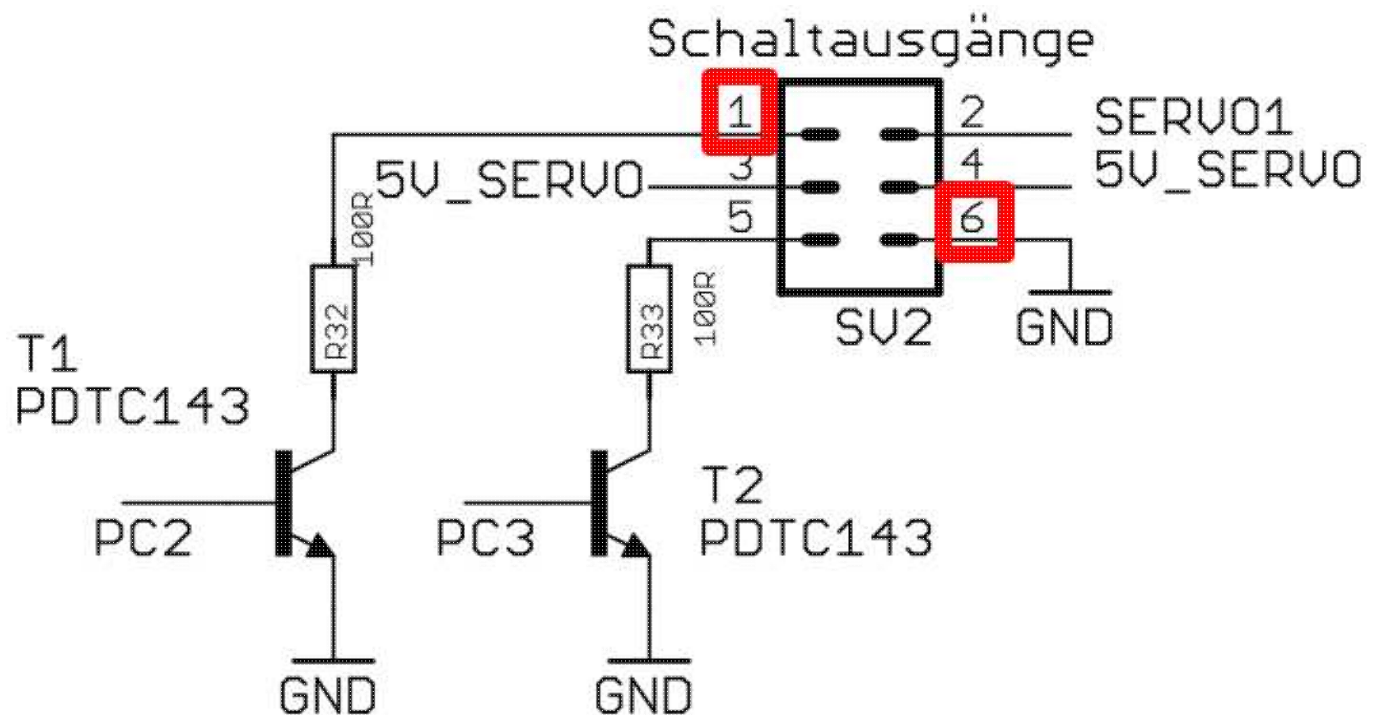 Schaltausgänge
1
2
SERVO1
5V_SERVO
3
4
5V_SERVO
5
6
100R
R32
100R
R33
SV2
GND
T1
PDTC143
PC2
PC3
T2
PDTC143
GND
GND